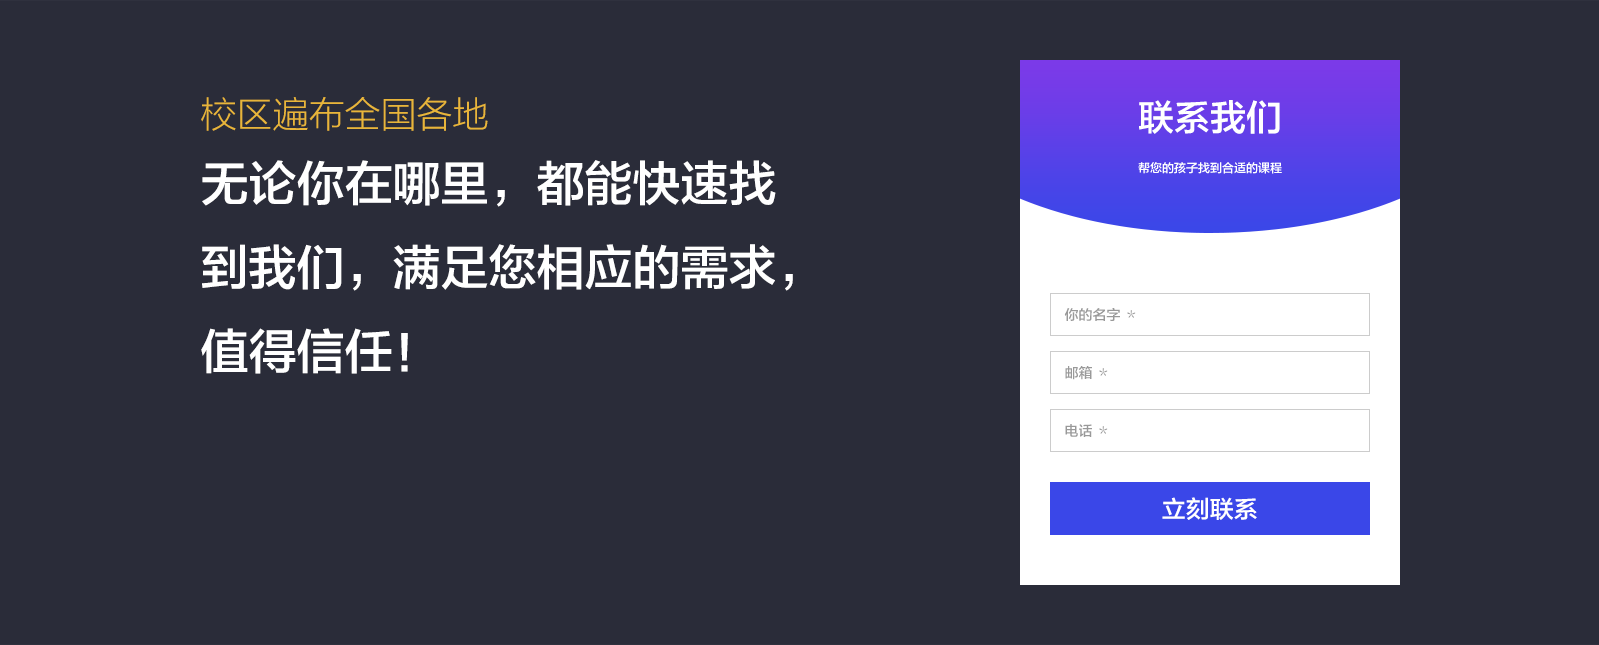 校区遍布全国各地
无论你在哪里，都能快速找
到我们，满足您相应的需求，
值得信任！
联系我们
帮您的孩子找到合适的课程
你的名字 *
邮箱 *
电话 *
立刻联系